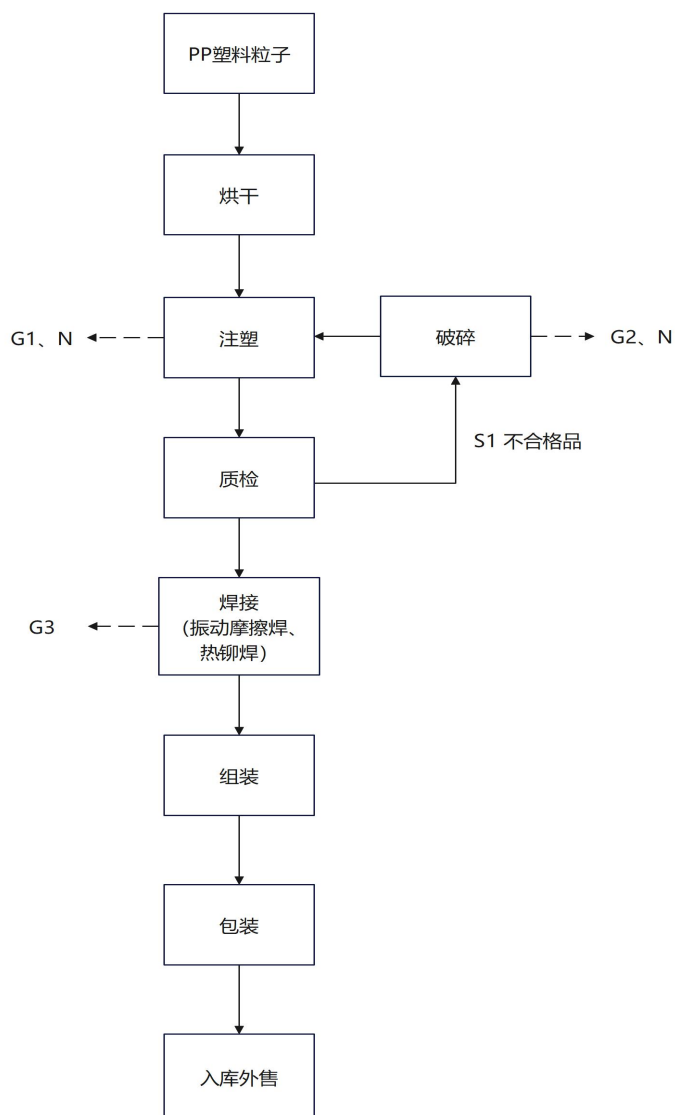 PP塑料粒子
烘干
G1、N
注塑
破碎
G2、N
S1 不合格品
质检
焊接
（振动摩擦焊、
热铆焊）
G3
组装
包装
入库外售